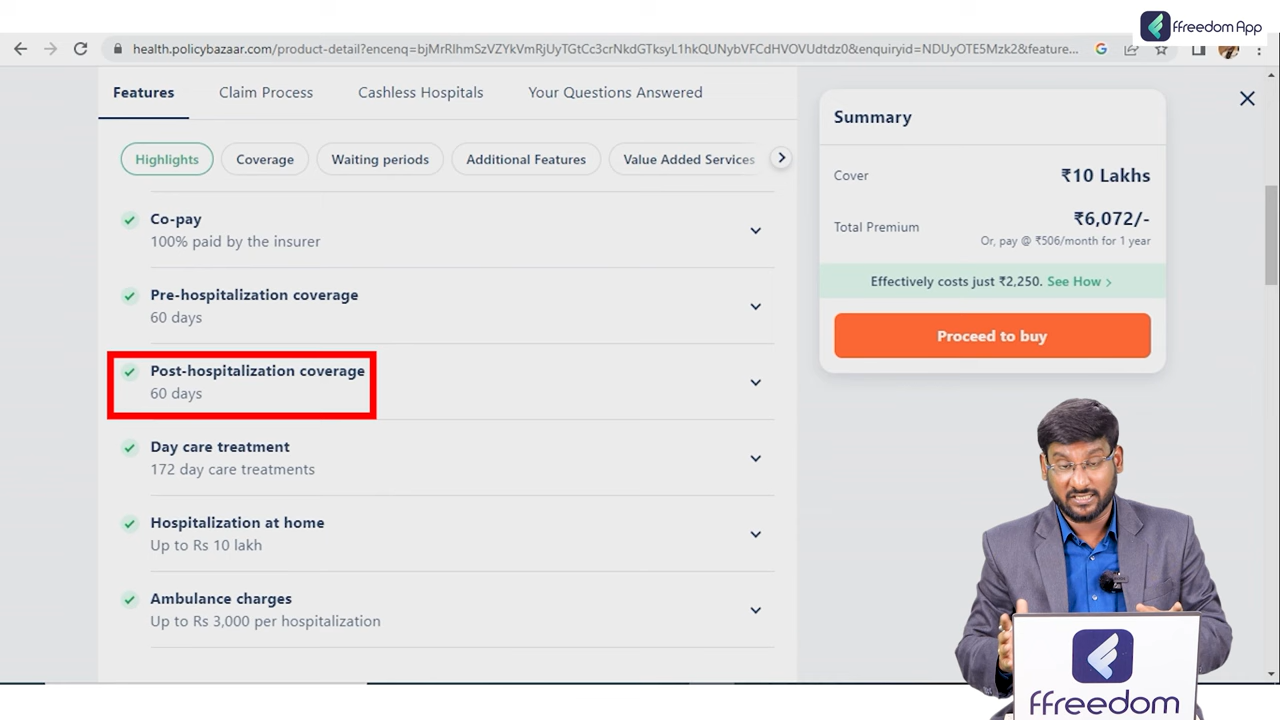 ffreedom App
health.policybazaar.com/product-detail?encenq=bjMrRlhmSzVZYkVmRjUyTGtCc3crNkdGTksyL1hkQUNybVFCdHVOVUdtdz0&enquiryid=NDUyOTE5Mzk2&feature...
Features Claim Process Cashless Hospitals Your Questions Answered
Highlights Coverage Waiting periods Additional Features Value Added Services
Co-pay
100% paid by the insurer
Pre-hospitalization coverage
60 days
Post-hospitalization coverage
60 days
Day care treatment
172 day care treatments
Hospitalization at home
Up to Rs 10 lakh
Ambulance charges
Up to Rs 3,000 per hospitalization
Summary
Cover ₹10 Lakhs
Total Premium ₹6,072/-
Or, pay @ ₹506/month for 1 year
Effectively costs just ₹2,250. See How >
Proceed to buy
ffreedom